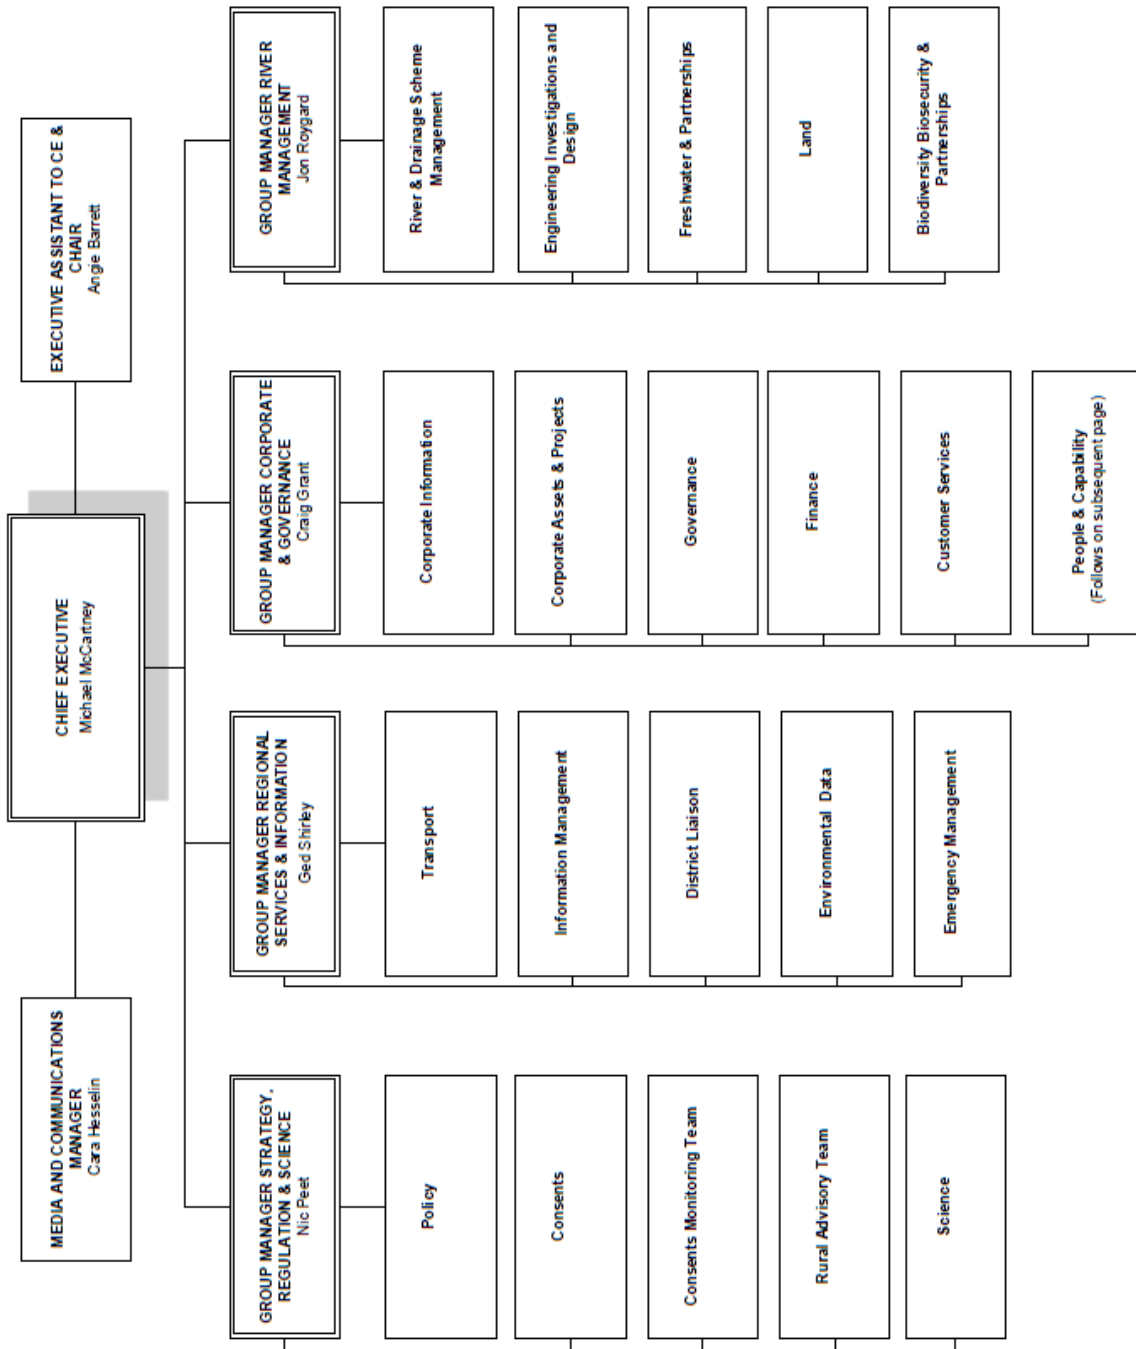 CHIEF EXECUTIVE
Michael McCartney
MEDIA AND COMMUNICATIONS
MANAGER
Cara Hesselin
EXECUTIVE ASSISTANT TO CE &
CHAIR
Angie Barrett
GROUP MANAGER STRATEGY,
REGULATION & SCIENCE
Nic Peet
Policy
Consents
Consents Monitoring Team
Rural Advisory Team
Science
GROUP MANAGER REGIONAL
SERVICES & INFORMATION
Ged Shirley
Transport
Information Management
District Liaison
Environmental Data
Emergency Management
GROUP MANAGER CORPORATE
& GOVERNANCE
Craig Grant
Corporate Information
Corporate Assets & Projects
Governance
Finance
Customer Services
People & Capability
(Follows on subsequent page)
GROUP MANAGER RIVER
MANAGEMENT
Jon Roygard
River & Drainage Scheme
Management
Engineering Investigations and
Design
Freshwater & Partnerships
Land
Biodiversity Biosecurity &
Partnerships